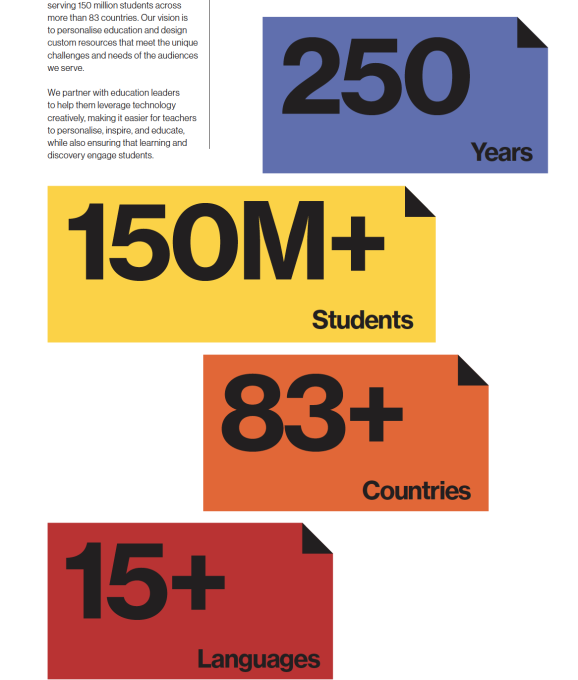 serving 150 million students across
more than 83 countries. Our vision is
to personalise education and design
custom resources that meet the unique
challenges and needs of the audiences
we serve.
We partner with education leaders
to help them leverage technology
creatively, making it easier for teachers
to personalise, inspire, and educate,
while also ensuring that learning and
discovery engage students.
250
Years
150M+
Students
83+
Countries
15+
Languages